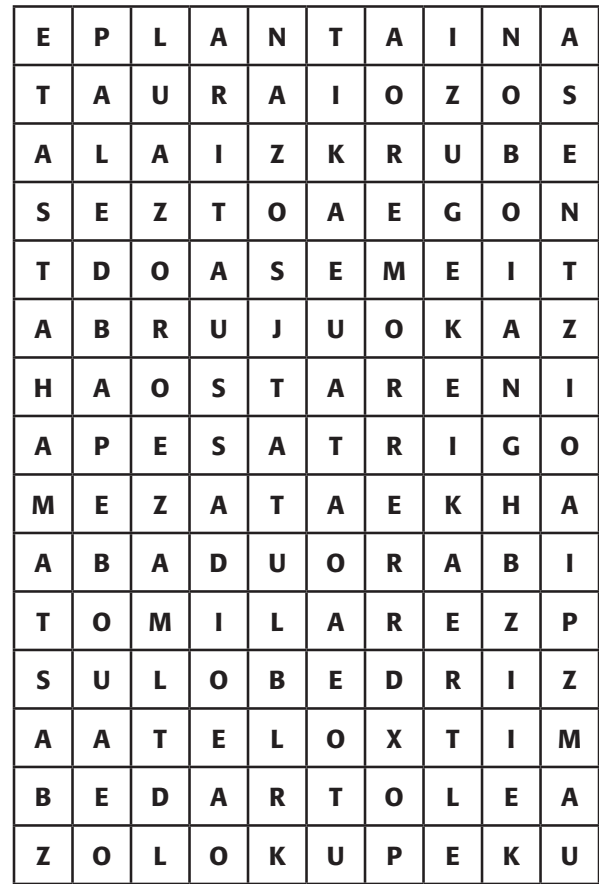 E P L A N T A I N A
T A U R A I O Z O S
A L A I Z K R U B E
S E Z T O A E G O N
T D O A S E M E I T
A B R U J U O K A Z
H A O S T A R E N I
A P E S A T R I G O
M E Z A T A E K H A
A B A D U O R A B I
T O M I L A R E Z P
S U L O B E D R I Z
A A T E L O X T I M
B E D A R T O L E A
Z O L O K U P E K U